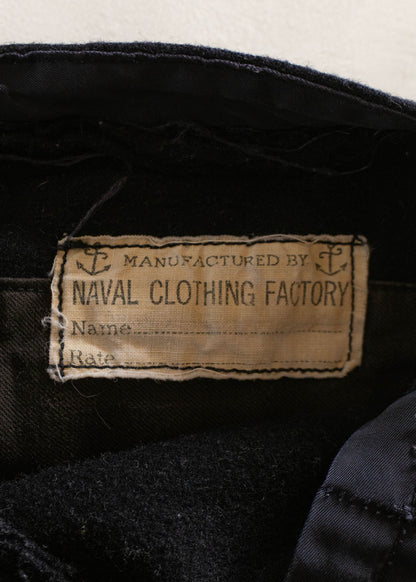 MANUFACTURED BY
NAVAL CLOTHING FACTORY
Name
Rate